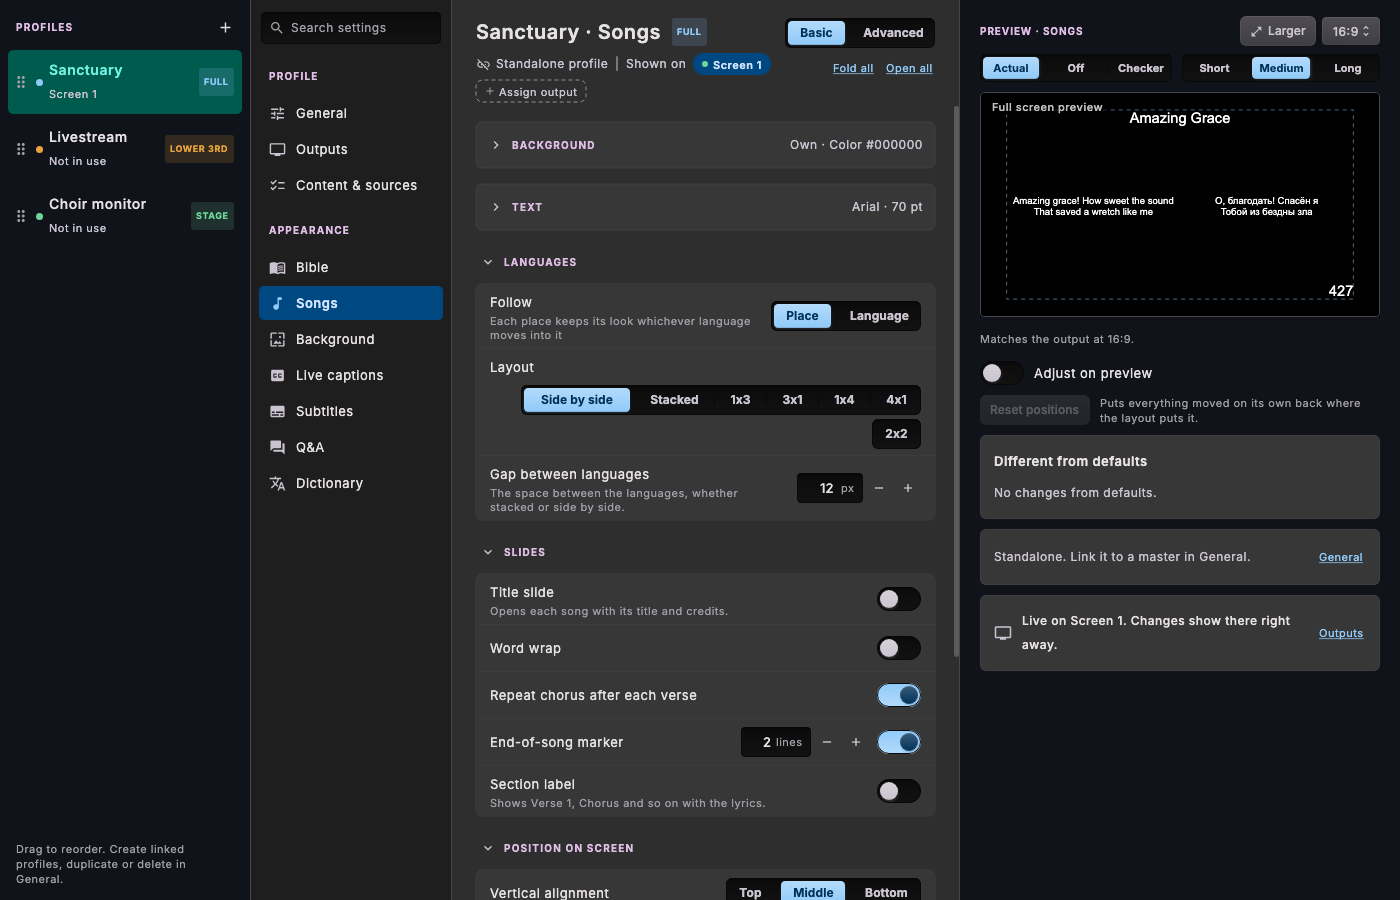 PROFILES
Sanctuary
Screen 1
FULL
Livestream
Not in use
LOWER 3RD
Choir monitor
Not in use
STAGE
Drag to reorder. Create linked
profiles, duplicate or delete in
General.
Search settings
PROFILE
General
Outputs
Content & sources
APPEARANCE
Bible
Songs
Background
Live captions
Subtitles
Q&A
Dictionary
Sanctuary · Songs
FULL
Basic
Advanced
Standalone profile | Shown on
Screen 1
Fold all
Open all
Assign output
BACKGROUND
Own · Color #000000
TEXT
Arial · 70 pt
LANGUAGES
Follow
Each place keeps its look whichever language
moves into it
Place
Language
Layout
Side by side
Stacked
1x3
3x1
1x4
4x1
2x2
Gap between languages
The space between the languages, whether
stacked or side by side.
12 px
SLIDES
Title slide
Opens each song with its title and credits.
Word wrap
Repeat chorus after each verse
End-of-song marker
2 lines
Section label
Shows Verse 1, Chorus and so on with the lyrics.
POSITION ON SCREEN
Vertical alignment
Top
Middle
Bottom
PREVIEW · SONGS
Larger
16:9
Actual
Off
Checker
Short
Medium
Long
Full screen preview
Amazing Grace
Amazing grace! How sweet the sound
That saved a wretch like me
О, благодать! Спасён я
Тобой из бездны зла
427
Matches the output at 16:9.
Adjust on preview
Reset positions
Puts everything moved on its own back where
the layout puts it.
Different from defaults
No changes from defaults.
Standalone. Link it to a master in General.
General
Live on Screen 1. Changes show there right
away.
Outputs